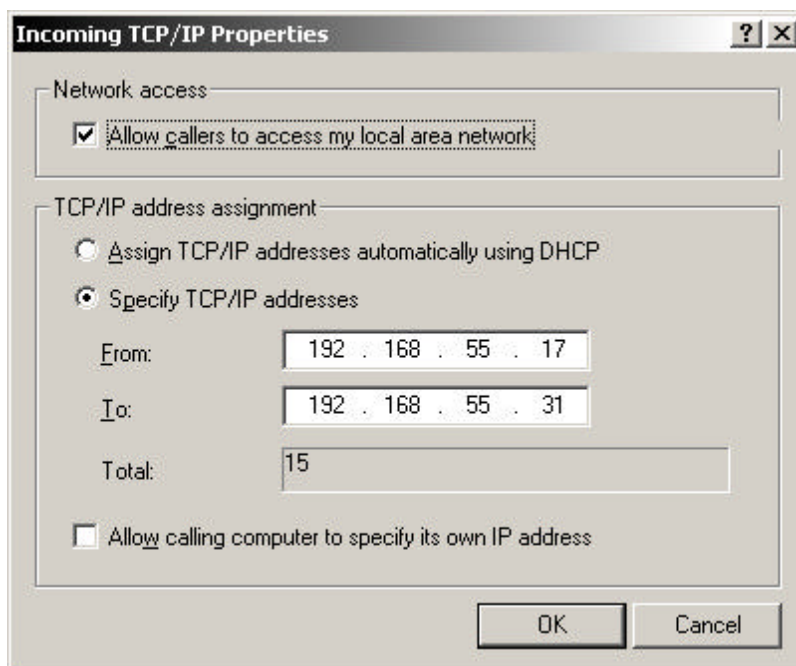 Incoming TCP/IP Properties
Network access
Allow callers to access my local area network
TCP/IP address assignment
Assign TCP/IP addresses automatically using DHCP
Specify TCP/IP addresses
From: 192 . 168 . 55 . 17
To: 192 . 168 . 55 . 31
Total: 15
Allow calling computer to specify its own IP address
OK Cancel